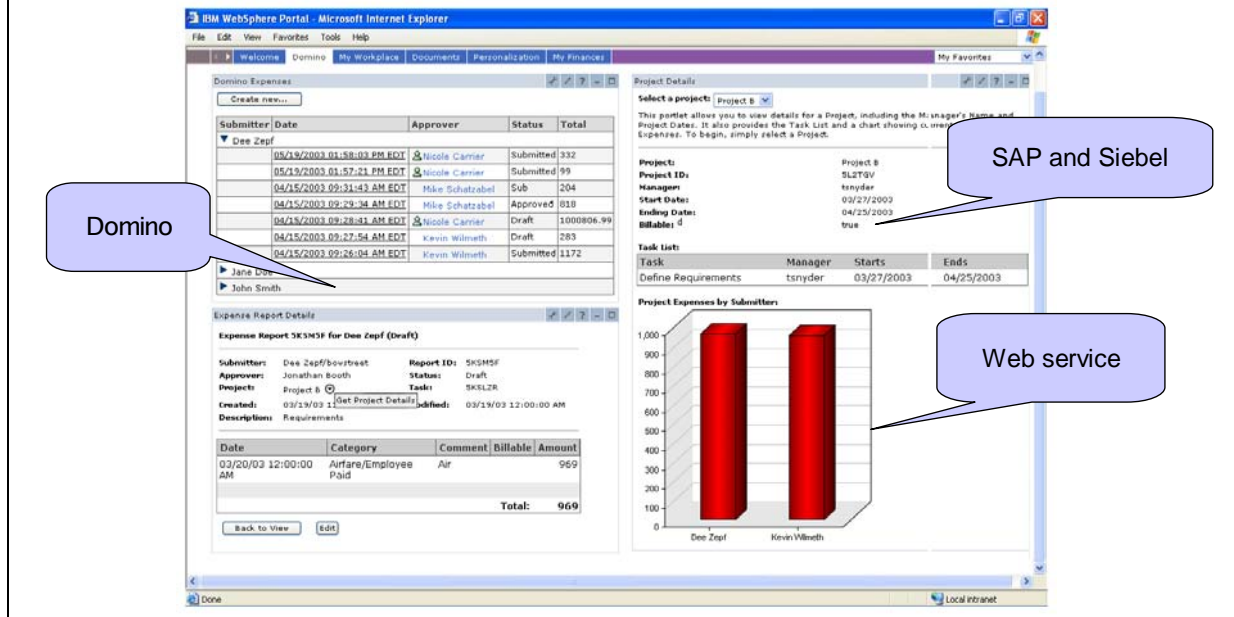 IBM WebSphere Portal - Microsoft Internet Explorer
File Edit View Favorites Tools Help
Welcome Domino My Workplace Documents Personalization My Finances My Favorites
Domino Expenses
Create new...
Submitter Date Approver Status Total
Dee Zepf
05/19/2003 01:58:03 PM EDT Nicole Carrier Submitted 332
05/19/2003 01:57:21 PM EDT Nicole Carrier Submitted 99
04/15/2003 09:31:43 AM EDT Mike Schatzabel Sub 204
04/15/2003 09:29:34 AM EDT Mike Schatzabel Approved 818
04/15/2003 09:28:41 AM EDT Nicole Carrier Draft 1000806.99
04/15/2003 09:27:54 AM EDT Kevin Wilmeth Draft 283
04/15/2003 09:26:04 AM EDT Kevin Wilmeth Submitted 1172
Jane Doe
John Smith
Domino
Expense Report Details
Expense Report 5KSM5F for Dee Zepf (Draft)
Submitter: Dee Zepf/bowstreet Report ID: 5KSM5F
Approver: Jonathan Booth Status: Draft
Project: Project B Task: 5KSLZR
Get Project Details
Created: 03/19/03 1 odified: 03/19/03 12:00:00 AM
Description: Requirements
Date Category Comment Billable Amount
03/20/03 12:00:00 Airfare/Employee Air 969
AM Paid
Total: 969
Back to View Edit
Project Details
Select a project: Project B
This portlet allows you to view details for a Project, including the Manager's Name and
Project Dates. It also provides the Task List and a chart showing current
Expenses. To begin, simply select a Project.
SAP and Siebel
Project: Project B
Project ID: 5L2TGV
Manager: tsnyder
Start Date: 03/27/2003
Ending Date: 04/25/2003
Billable: d true
Task List:
Task Manager Starts Ends
Define Requirements tsnyder 03/27/2003 04/25/2003
Project Expenses by Submitter:
1,000
900
800
700
600
500
400
300
200
100
0
Dee Zepf Kevin Wilmeth
Web service
Done Local intranet